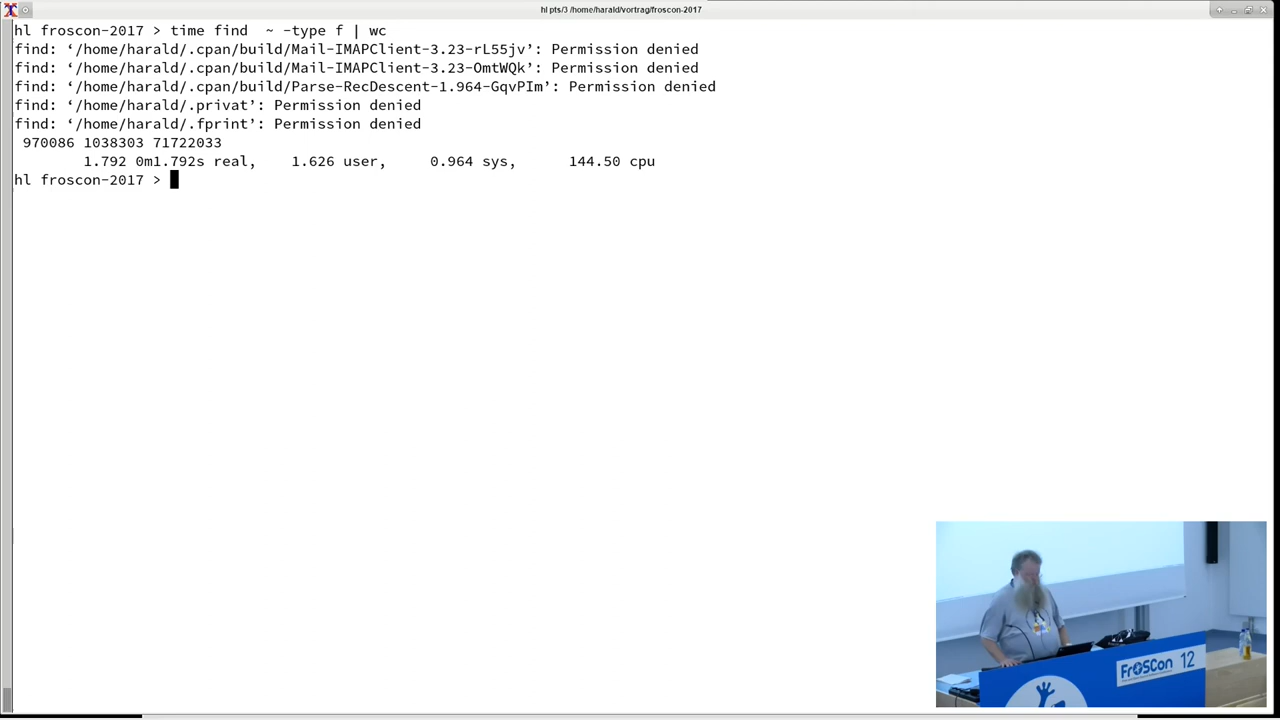 hl pts/3 /home/harald/vortrag/froscon-2017
hl froscon-2017 > time find  ~ -type f | wc
find: ‘/home/harald/.cpan/build/Mail-IMAPClient-3.23-rL55jv’: Permission denied
find: ‘/home/harald/.cpan/build/Mail-IMAPClient-3.23-OmtWQk’: Permission denied
find: ‘/home/harald/.cpan/build/Parse-RecDescent-1.964-GqvPIm’: Permission denied
find: ‘/home/harald/.privat’: Permission denied
find: ‘/home/harald/.fprint’: Permission denied
970086 1038303 71722033
1.792 0m1.792s real,    1.626 user,     0.964 sys,      144.50 cpu
hl froscon-2017 >
FrOSCon 12